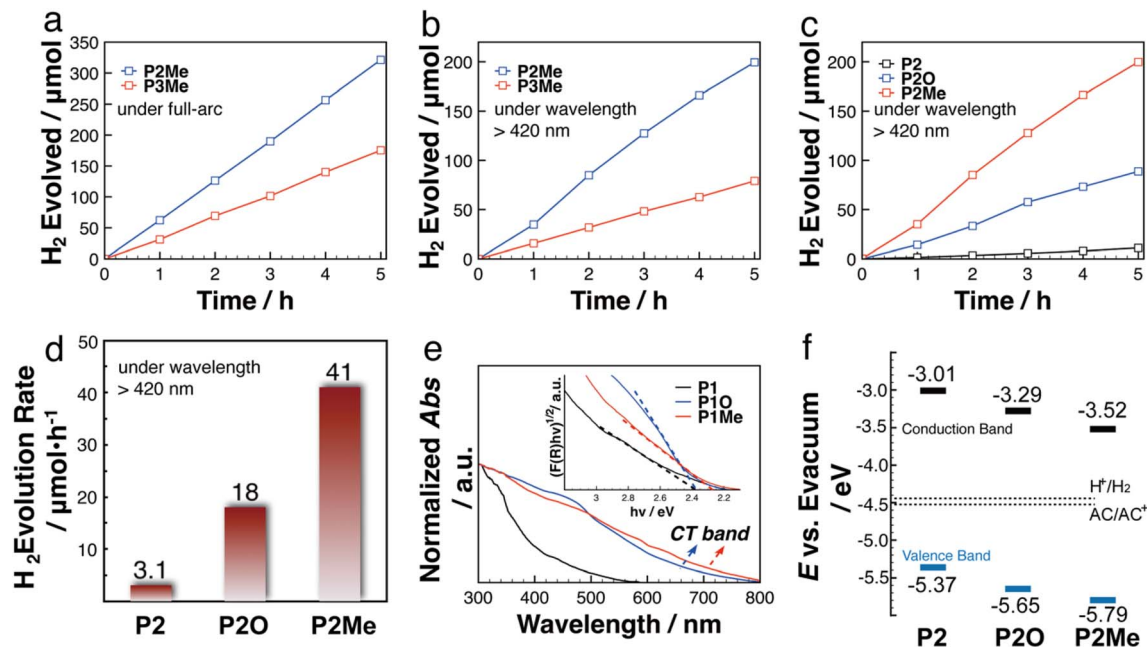 a
H₂ Evolved / μmol
350
300
250
200
150
100
50
0
P2Me
P3Me
under full-arc
0 1 2 3 4 5
Time / h
b
H₂ Evolved / μmol
200
150
100
50
0
P2Me
P3Me
under wavelength
> 420 nm
0 1 2 3 4 5
Time / h
c
H₂ Evolued / μmol
200
150
100
50
0
P2
P2O
P2Me
under wavelength
> 420 nm
0 1 2 3 4 5
Time / h
d
H₂Evolution Rate
/ μmol·h⁻¹
50
40
30
20
10
under wavelength
> 420 nm
3.1
18
41
P2 P2O P2Me
e
Normalized Abs
/ a.u.
(F(R)hv)^1/2 / a.u.
P1
P1O
P1Me
3 2.8 2.6 2.4 2.2
hv / eV
CT band
300 400 500 600 700 800
Wavelength / nm
f
E vs. Evacuum
/ eV
-3.0
-3.5
-4.0
-4.5
-5.0
-5.5
-3.01
-3.29
-3.52
Conduction Band
H⁺/H₂
AC/AC⁺
Valence Band
-5.37
-5.65
-5.79
P2 P2O P2Me